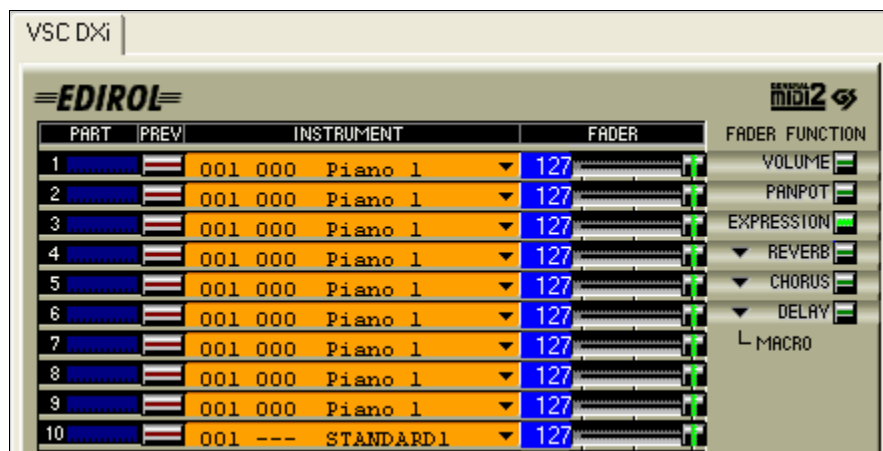 VSC DXi
EDIROL GENERAL MIDI2 GS
PART PREV INSTRUMENT FADER FADER FUNCTION
1 001 000 Piano 1 127 VOLUME
2 001 000 Piano 1 127 PANPOT
3 001 000 Piano 1 127 EXPRESSION
4 001 000 Piano 1 127 REVERB
5 001 000 Piano 1 127 CHORUS
6 001 000 Piano 1 127 DELAY
7 001 000 Piano 1 127 MACRO
8 001 000 Piano 1 127
9 001 000 Piano 1 127
10 001 --- STANDARD1 127